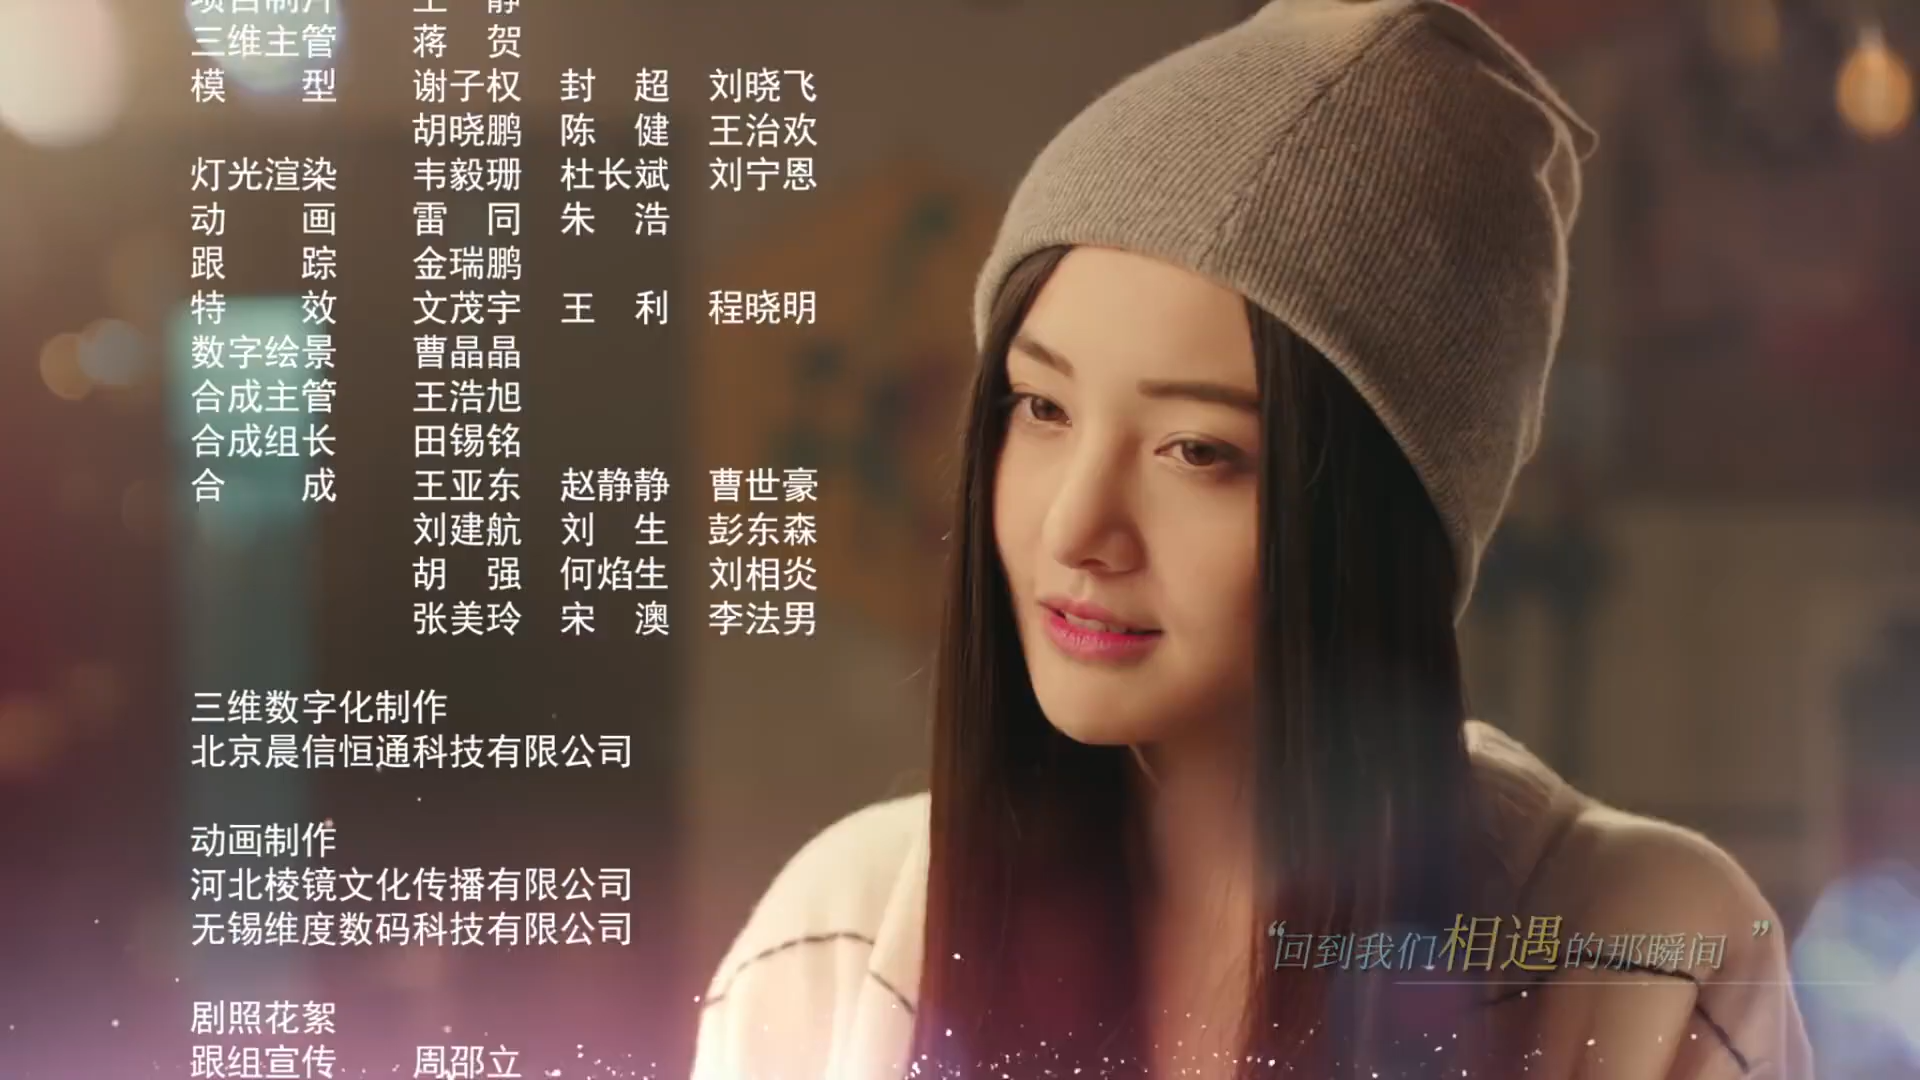 项目制片 王 静
三维主管 蒋 贺
模 型 谢子权 封 超 刘晓飞
胡晓鹏 陈 健 王治欢
灯光渲染 韦毅珊 杜长斌 刘宁恩
动 画 雷 同 朱 浩
跟 踪 金瑞鹏
特 效 文茂宇 王 利 程晓明
数字绘景 曹晶晶
合成主管 王浩旭
合成组长 田锡铭
合 成 王亚东 赵静静 曹世豪
刘建航 刘 生 彭东森
胡 强 何焰生 刘相炎
张美玲 宋 澳 李法男
三维数字化制作
北京晨信恒通科技有限公司
动画制作
河北棱镜文化传播有限公司
无锡维度数码科技有限公司
剧照花絮
跟组宣传 周邵立
“回到我们相遇的那瞬间”